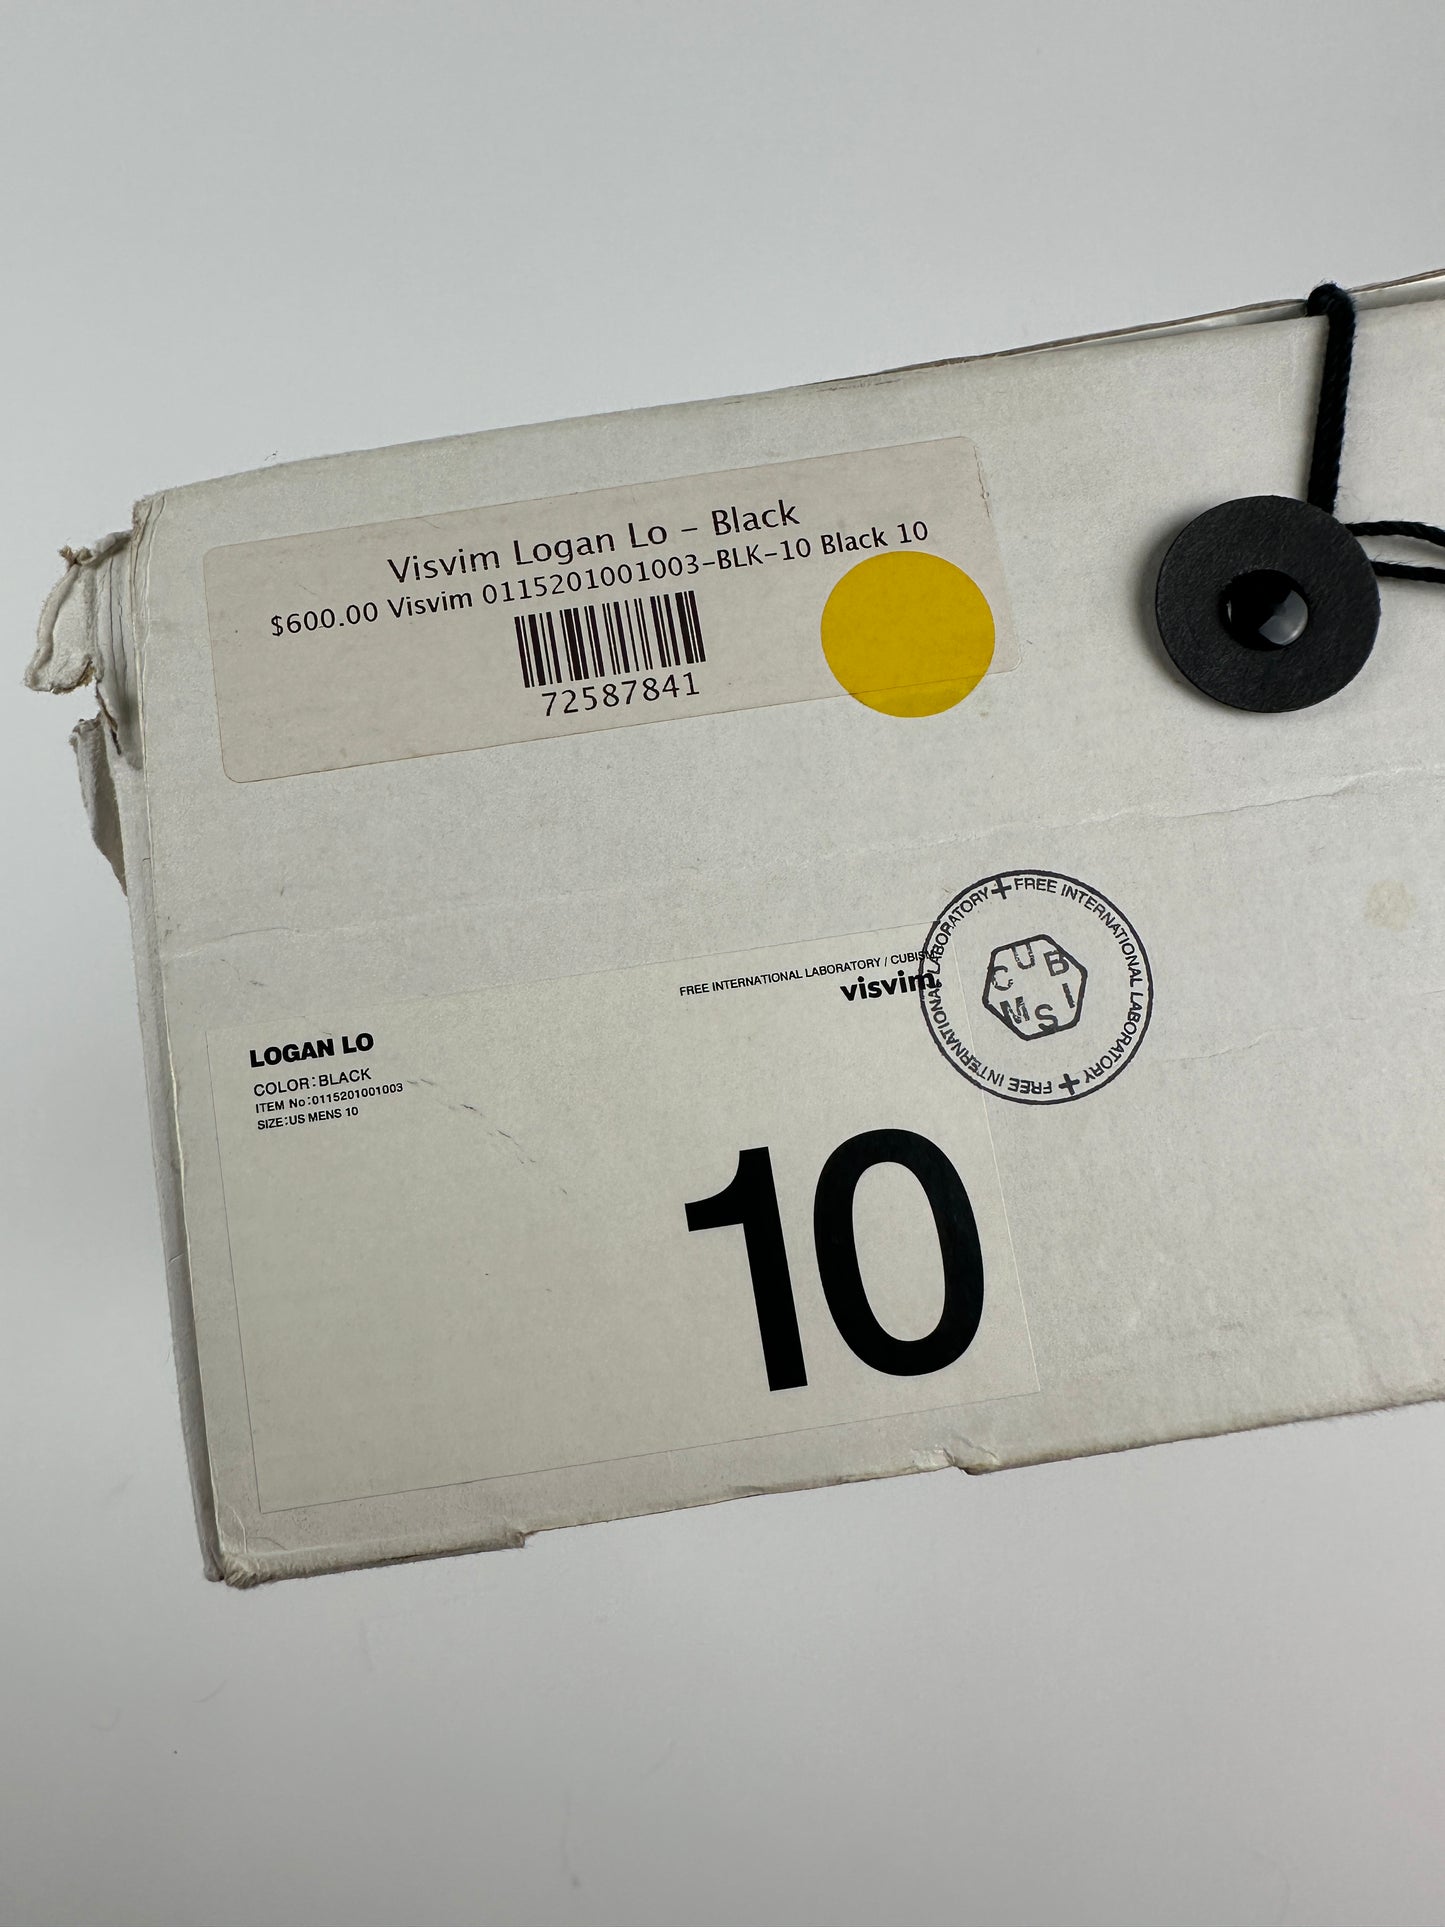 Visvim Logan Lo – Black
$600.00 Visvim 0115201001003-BLK-10 Black 10
72587841
FREE INTERNATIONAL LABORATORY / CUBISM
visvim
FREE INTERNATIONAL LABORATORY + FREE INTERNATIONAL LABORATORY +
CUBISM
LOGAN LO
COLOR:BLACK
ITEM No:0115201001003
SIZE:US MENS 10
10